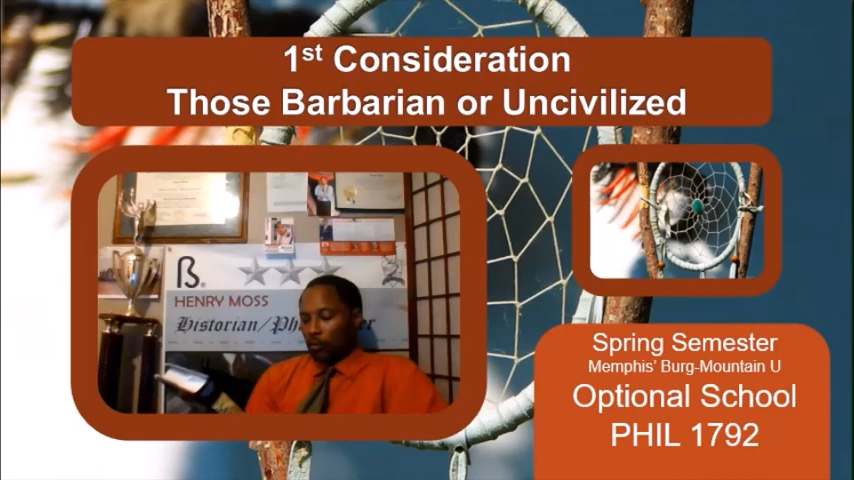 1st Consideration
Those Barbarian or Uncivilized
ß®
HENRY MOSS
Historian/Ph
Spring Semester
Memphis' Burg-Mountain U
Optional School
PHIL 1792